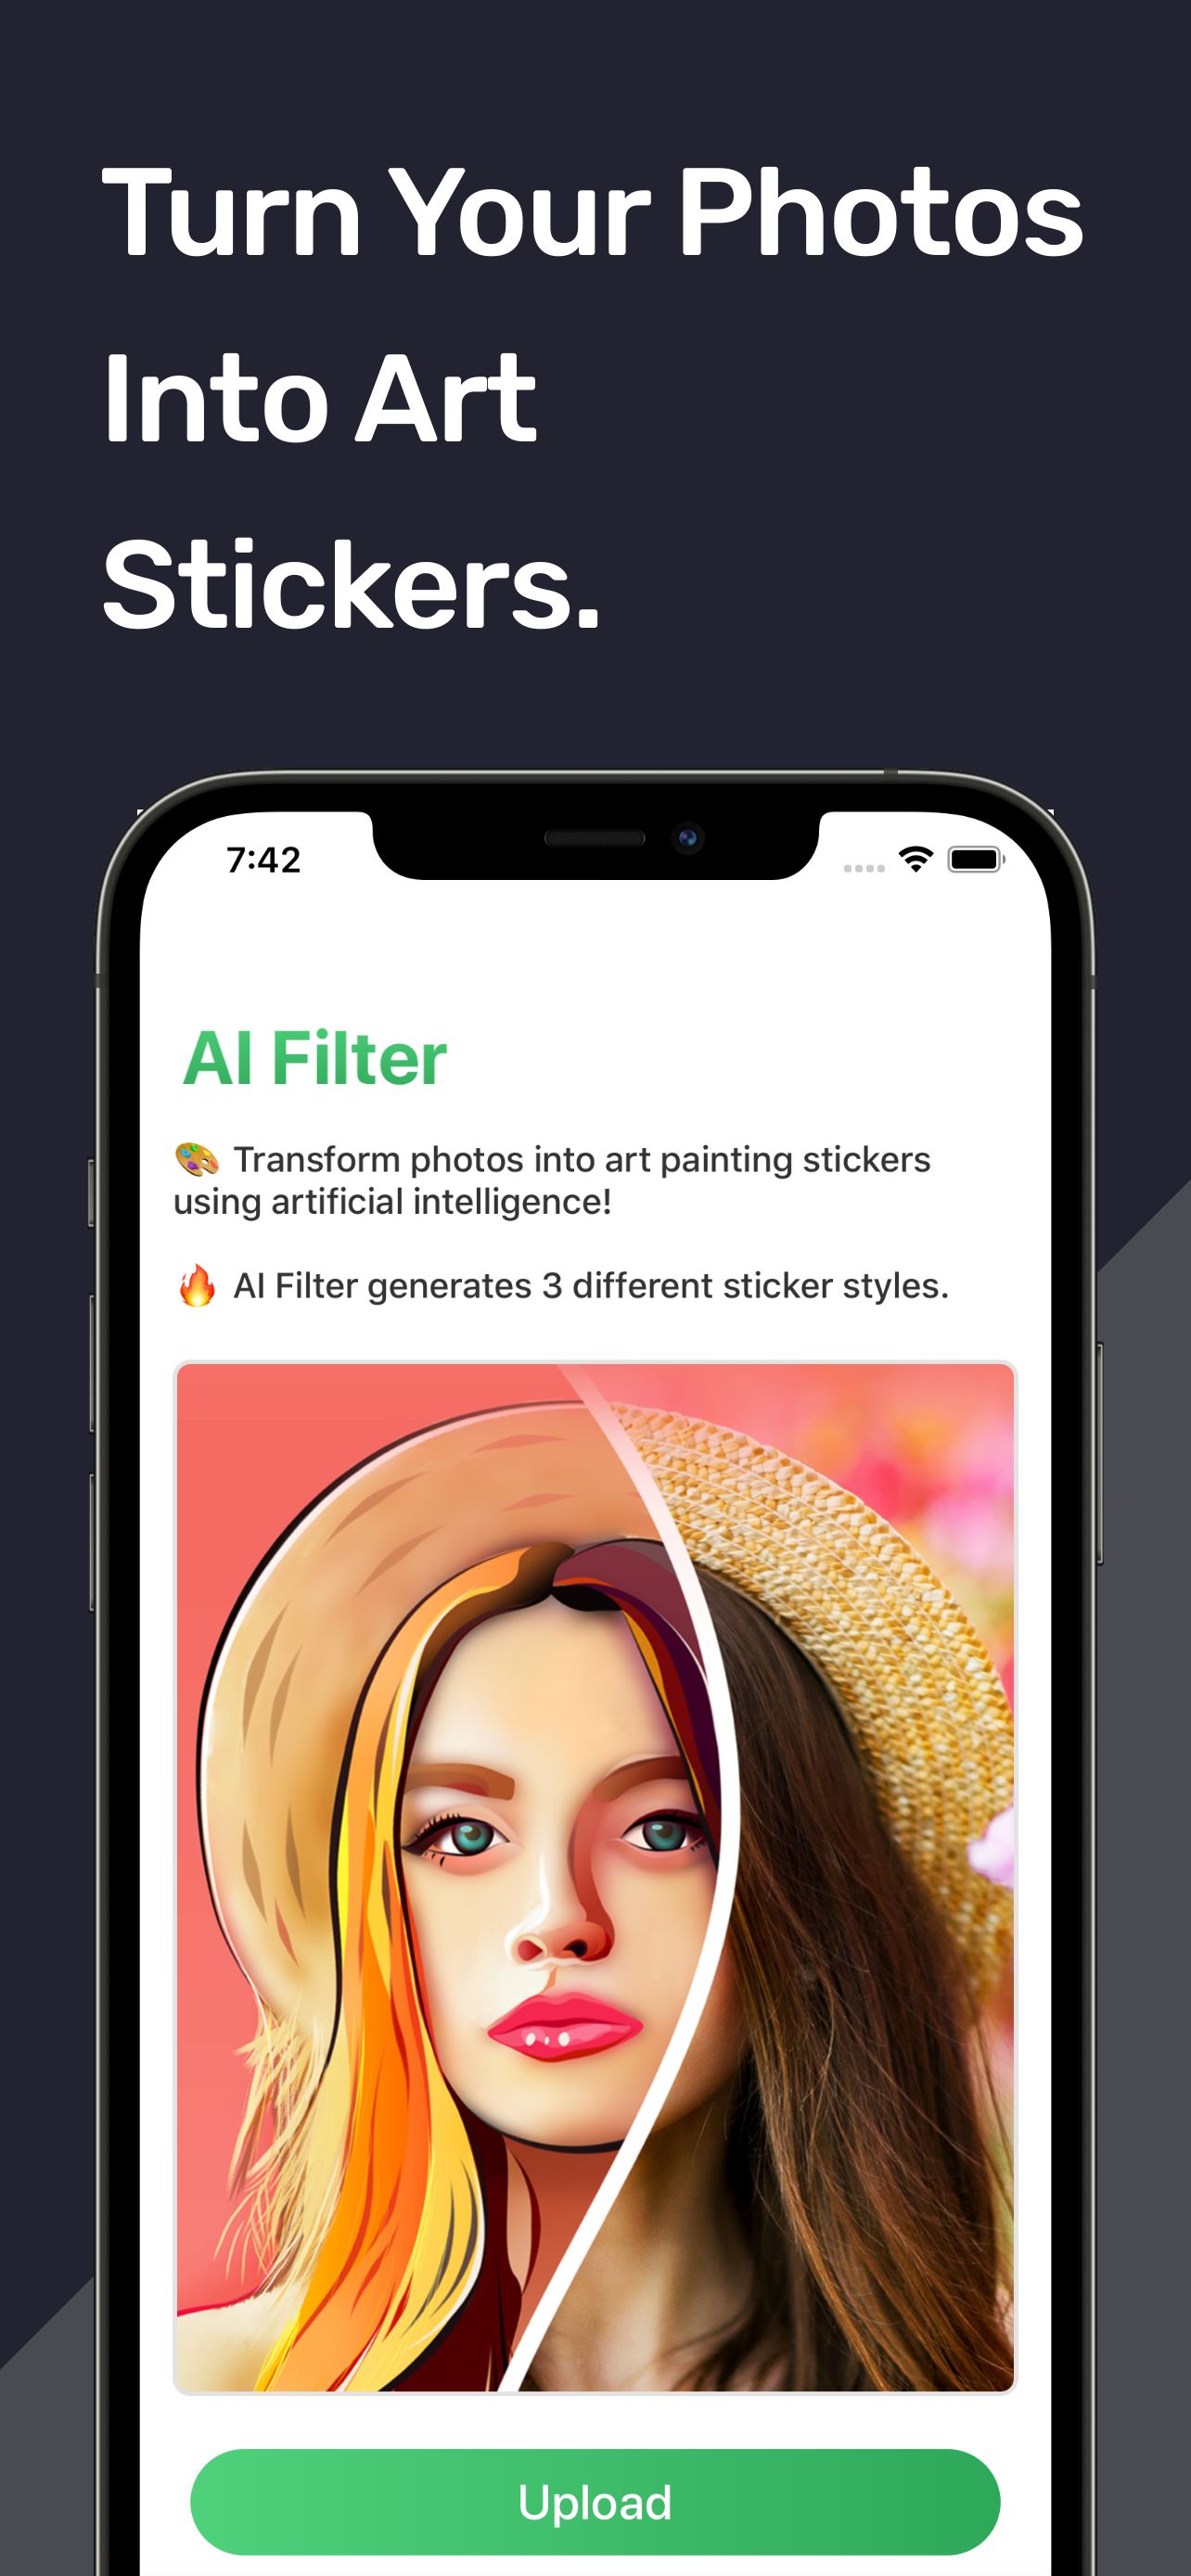 Turn Your Photos
Into Art
Stickers.
7:42
AI Filter
🎨 Transform photos into art painting stickers
using artificial intelligence!
🔥 AI Filter generates 3 different sticker styles.
Upload